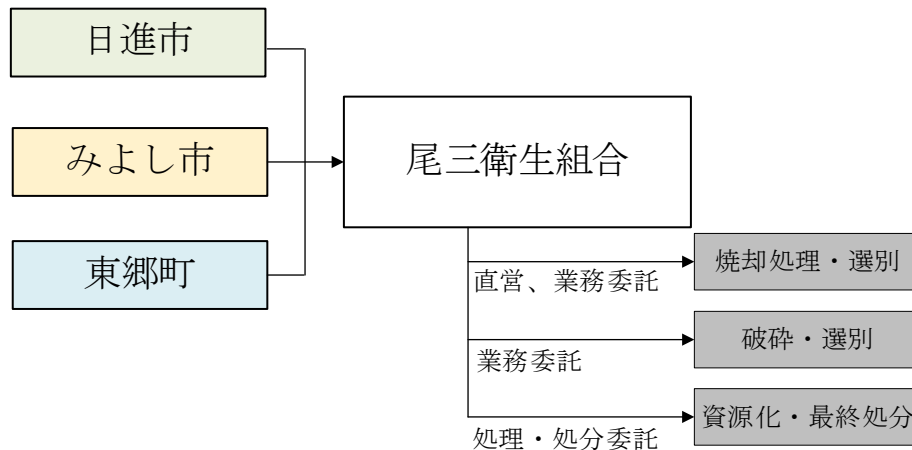 日進市
みよし市
東郷町
尾三衛生組合
直営、業務委託
焼却処理・選別
業務委託
破砕・選別
処理・処分委託
資源化・最終処分